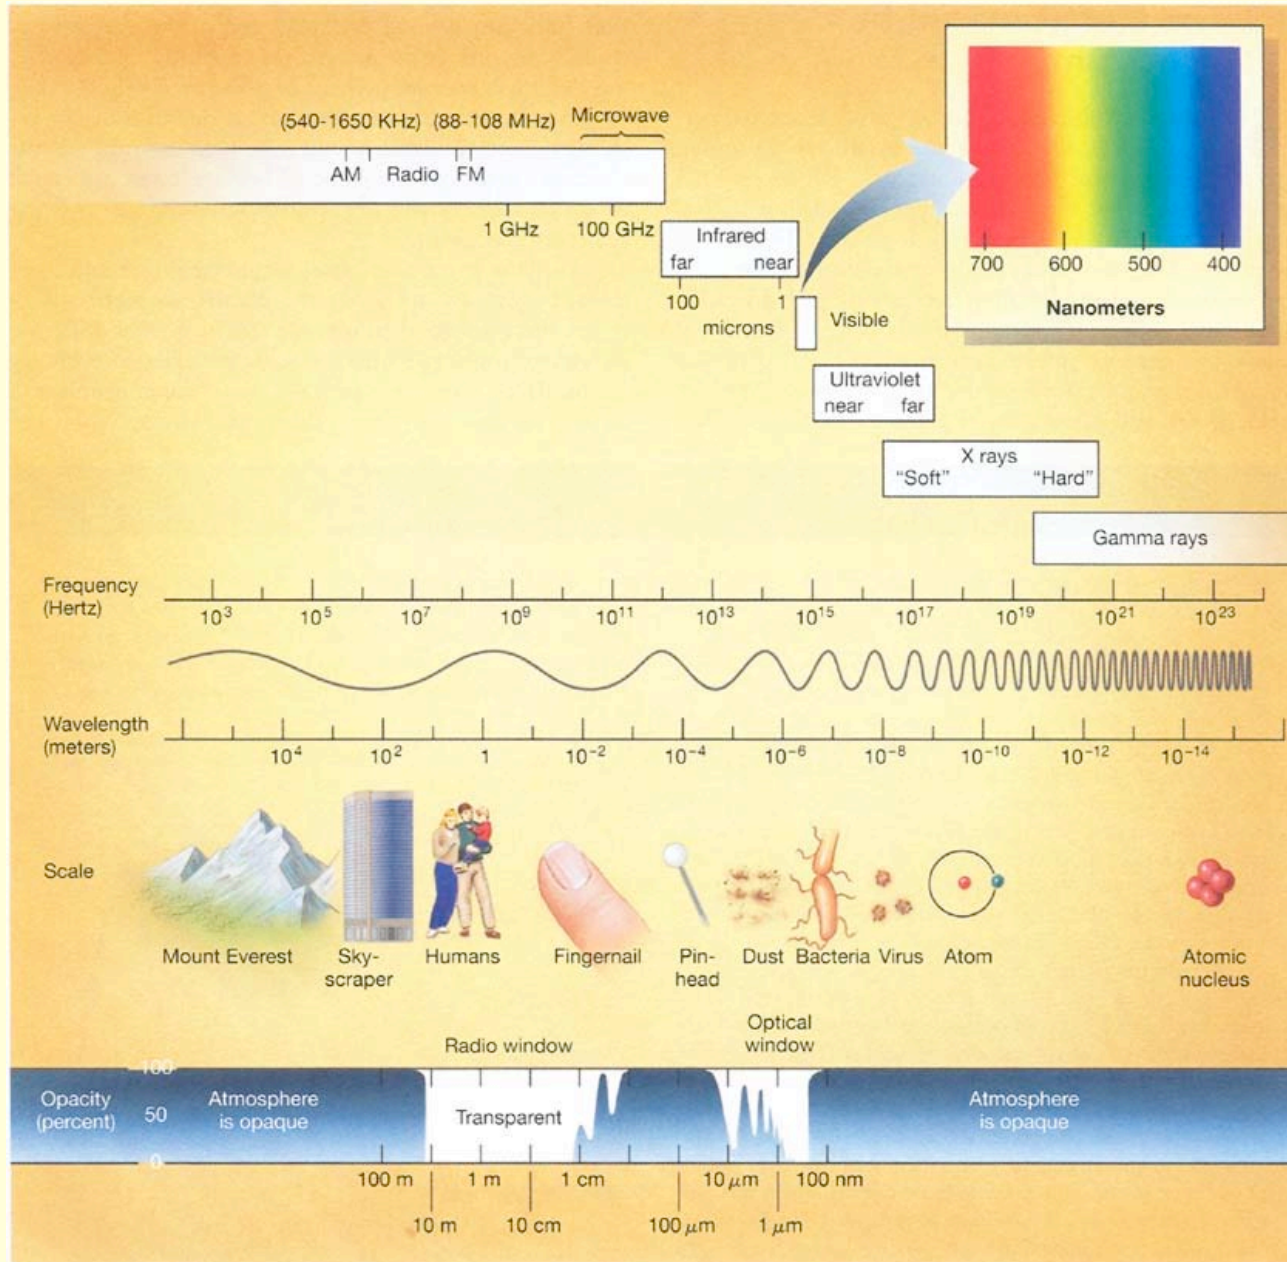 (540-1650 KHz) (88-108 MHz) Microwave
AM Radio FM
1 GHz 100 GHz
Infrared
far near
100 1
microns
Visible
700 600 500 400
Nanometers
Ultraviolet
near far
X rays
“Soft” “Hard”
Gamma rays
Frequency
(Hertz)
10³ 10⁵ 10⁷ 10⁹ 10¹¹ 10¹³ 10¹⁵ 10¹⁷ 10¹⁹ 10²¹ 10²³
Wavelength
(meters)
10⁴ 10² 1 10⁻² 10⁻⁴ 10⁻⁶ 10⁻⁸ 10⁻¹⁰ 10⁻¹² 10⁻¹⁴
Scale
Mount Everest
Sky-
scraper
Humans
Fingernail
Pin-
head
Dust
Bacteria
Virus
Atom
Atomic
nucleus
Radio window
Optical
window
Opacity
(percent)
100
50
0
Atmosphere
is opaque
Transparent
Atmosphere
is opaque
100 m 1 m 1 cm 10 μm 100 nm
10 m 10 cm 100 μm 1 μm